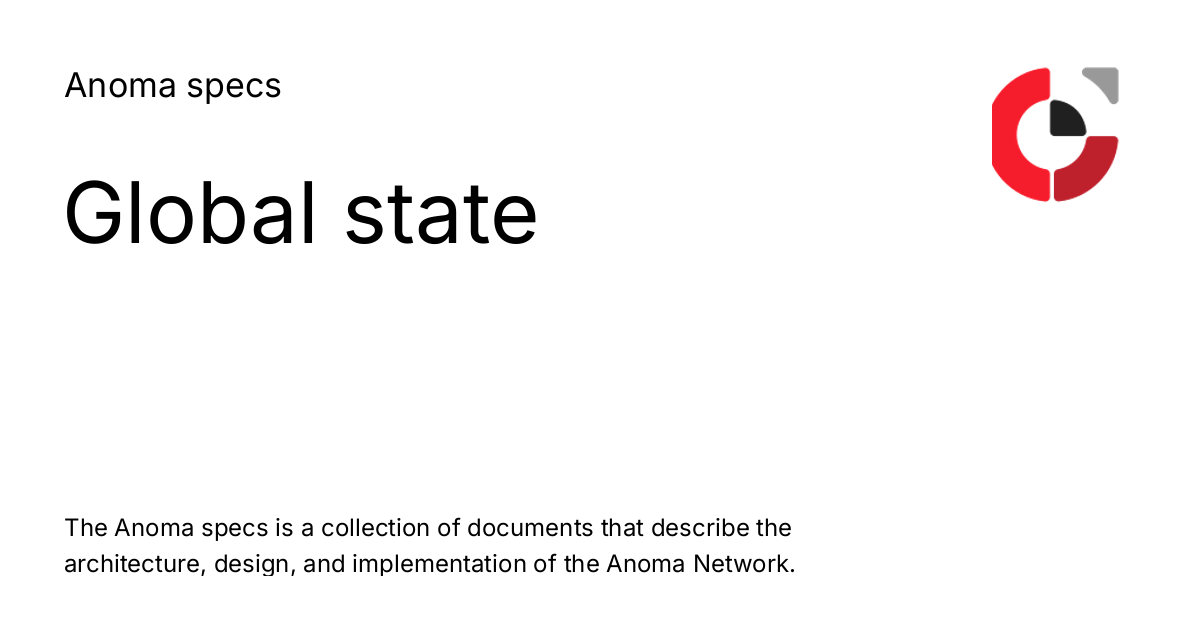 Anoma specs
Global state
The Anoma specs is a collection of documents that describe the
architecture, design, and implementation of the Anoma Network.